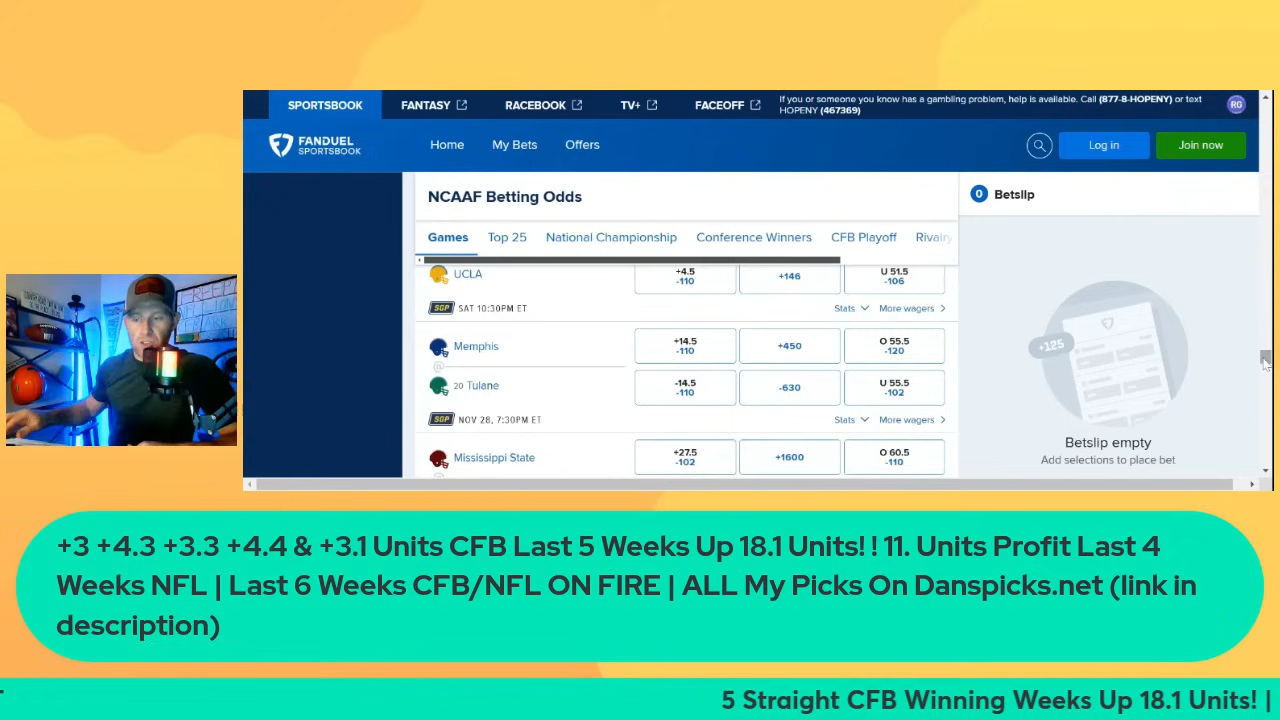 SPORTSBOOK FANTASY RACEBOOK TV+ FACEOFF
If you or someone you know has a gambling problem, help is available. Call (877-8-HOPENY) or text
HOPENY (467369)
RG
FANDUEL
SPORTSBOOK
Home My Bets Offers
Log in Join now
NCAAF Betting Odds
0 Betslip
Games Top 25 National Championship Conference Winners CFB Playoff Rivalry
UCLA +4.5 -110 +146 U 51.5 -106
SGP SAT 10:30PM ET Stats More wagers
Memphis +14.5 -110 +450 O 55.5 -120
@
20 Tulane -14.5 -110 -630 U 55.5 -102
SGP NOV 28, 7:30PM ET Stats More wagers
Mississippi State +27.5 -102 +1600 O 60.5 -110
+125
Betslip empty
Add selections to place bet
+3 +4.3 +3.3 +4.4 & +3.1 Units CFB Last 5 Weeks Up 18.1 Units! ! 11. Units Profit Last 4
Weeks NFL | Last 6 Weeks CFB/NFL ON FIRE | ALL My Picks On Danspicks.net (link in
description)
5 Straight CFB Winning Weeks Up 18.1 Units! |